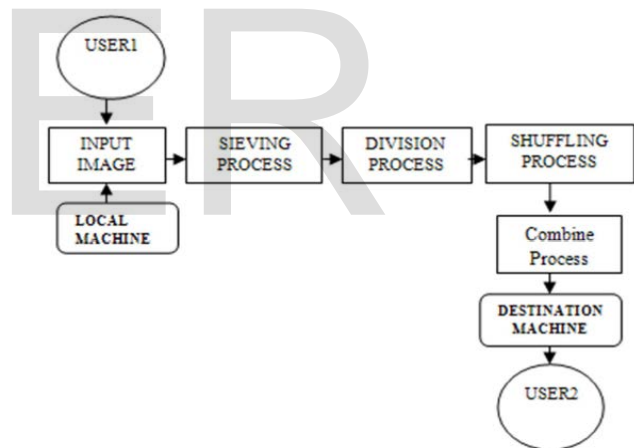 ER
USER1
INPUT
IMAGE
SIEVING
PROCESS
DIVISION
PROCESS
SHUFFLING
PROCESS
LOCAL
MACHINE
Combine
Process
DESTINATION
MACHINE
USER2